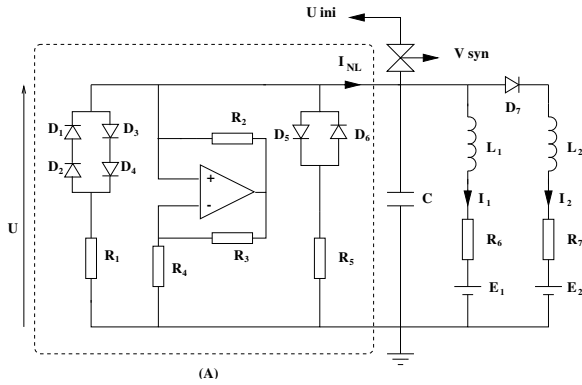 U ini
V syn
I NL
D1
D3
D2
D4
R2
D5
D6
D7
+
-
L1
L2
C
I1
I2
U
R1
R4
R3
R5
R6
R7
E1
E2
(A)